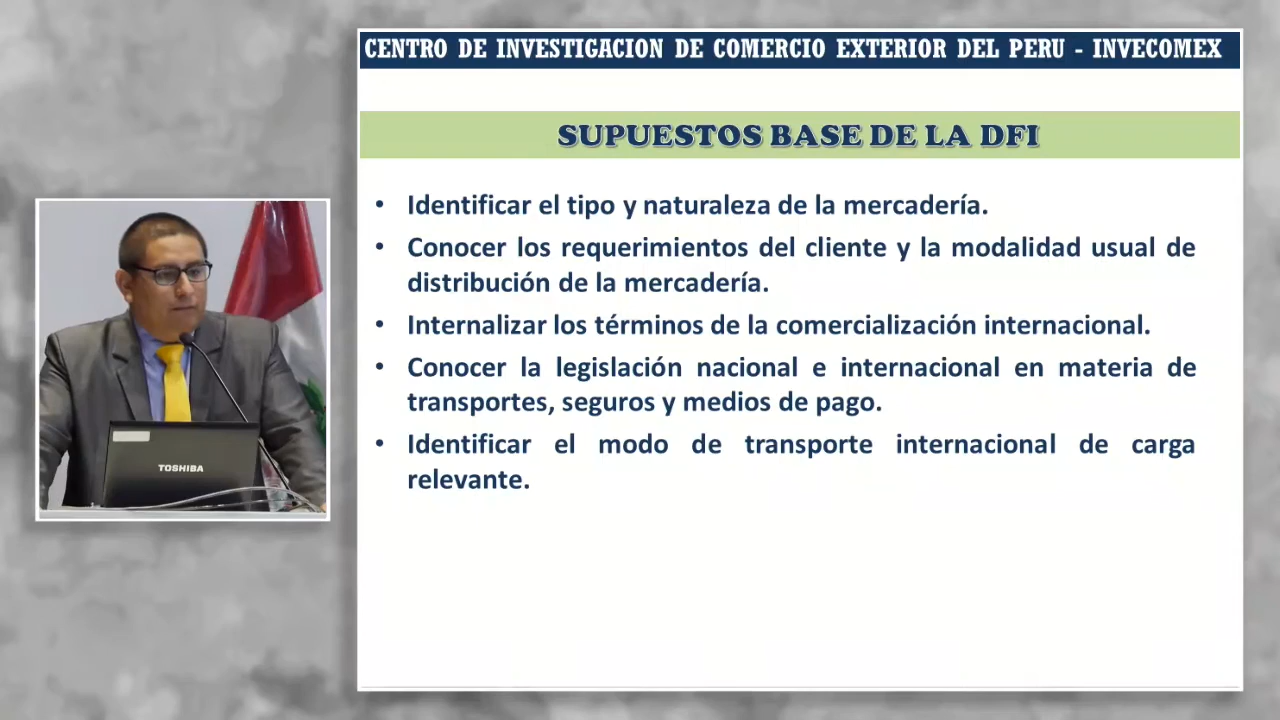 CENTRO DE INVESTIGACION DE COMERCIO EXTERIOR DEL PERU - INVECOMEX
SUPUESTOS BASE DE LA DFI
• Identificar el tipo y naturaleza de la mercadería.
• Conocer los requerimientos del cliente y la modalidad usual de
distribución de la mercadería.
• Internalizar los términos de la comercialización internacional.
• Conocer la legislación nacional e internacional en materia de
transportes, seguros y medios de pago.
• Identificar el modo de transporte internacional de carga
relevante.
TOSHIBA